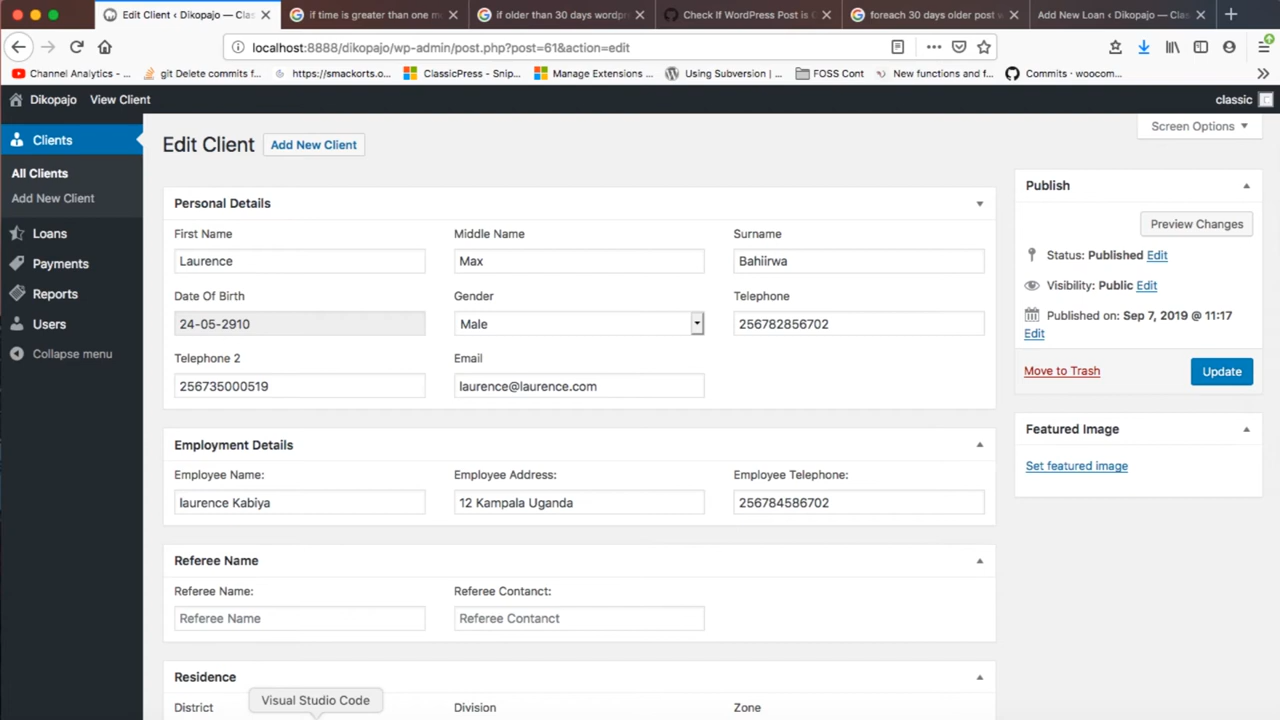 Edit Client ‹ Dikopajo — Clas
if time is greater than one m
if older than 30 days wordpr
Check If WordPress Post is O
foreach 30 days older post w
Add New Loan ‹ Dikopajo — Clas
localhost:8888/dikopajo/wp-admin/post.php?post=61&action=edit
Channel Analytics - ...
git Delete commits f...
https://smackorts.o...
ClassicPress - Snip...
Manage Extensions ...
Using Subversion | ...
FOSS Cont
New functions and f...
Commits · woocom...
Dikopajo
View Client
classic
Clients
All Clients
Add New Client
Loans
Payments
Reports
Users
Collapse menu
Edit Client
Add New Client
Screen Options
Personal Details
First Name
Middle Name
Surname
Laurence
Max
Bahiirwa
Date Of Birth
Gender
Telephone
24-05-2910
Male
256782856702
Telephone 2
Email
256735000519
laurence@laurence.com
Employment Details
Employee Name:
Employee Address:
Employee Telephone:
laurence Kabiya
12 Kampala Uganda
256784586702
Referee Name
Referee Name:
Referee Contanct:
Referee Name
Referee Contanct
Residence
District
Division
Zone
Visual Studio Code
Publish
Preview Changes
Status: Published Edit
Visibility: Public Edit
Published on: Sep 7, 2019 @ 11:17
Edit
Move to Trash
Update
Featured Image
Set featured image